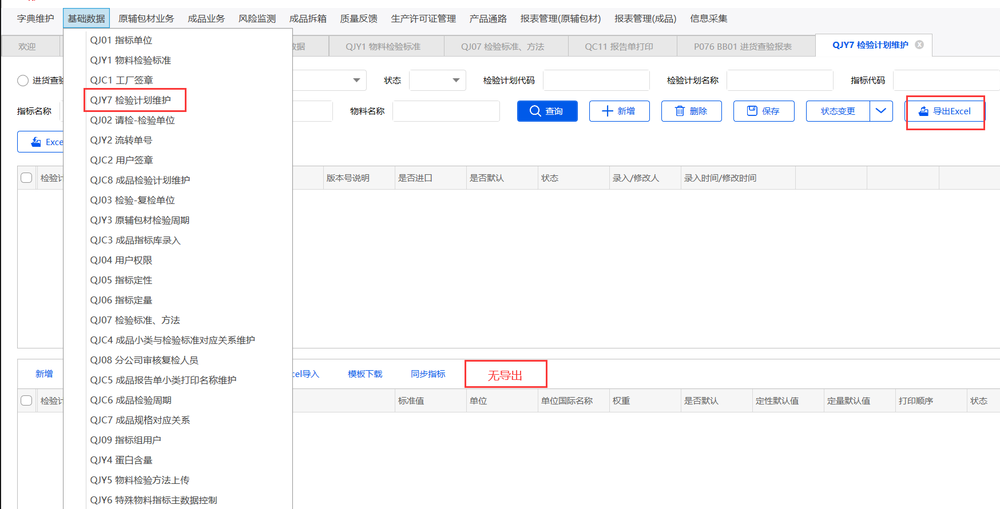 字典维护 基础数据 原辅包材业务 成品业务 风险监测 成品拆箱 质量反馈 生产许可证管理 产品通路 报表管理(原辅包材) 报表管理(成品) 信息采集
欢迎 数据 QJY1 物料检验标准 QJ07 检验标准、方法 QC11 报告单打印 P076 BB01 进货查验报表 QJY7 检验计划维护
进货查验 状态 检验计划代码 检验计划名称 指标代码
指标名称 物料名称 查询 新增 删除 保存 状态变更 导出Excel
Exce
检验计 版本号说明 是否进口 是否默认 状态 录入/修改人 录入时间/修改时间
QJ01 指标单位
QJY1 物料检验标准
QJC1 工厂签章
QJY7 检验计划维护
QJ02 请检-检验单位
QJY2 流转单号
QJC2 用户签章
QJC8 成品检验计划维护
QJ03 检验-复检单位
QJY3 原辅包材检验周期
QJC3 成品指标库录入
QJ04 用户权限
QJ05 指标定性
QJ06 指标定量
QJ07 检验标准、方法
QJC4 成品小类与检验标准对应关系维护
QJ08 分公司审核复检人员
QJC5 成品报告单小类打印名称维护
QJC6 成品检验周期
QJC7 成品规格对应关系
QJ09 指标组用户
QJY4 蛋白含量
QJY5 物料检验方法上传
QJY6 特殊物料指标主数据控制
新增 cel导入 模板下载 同步指标 无导出
检验计 标准值 单位 单位国际名称 权重 是否默认 定性默认值 定量默认值 打印顺序 状态